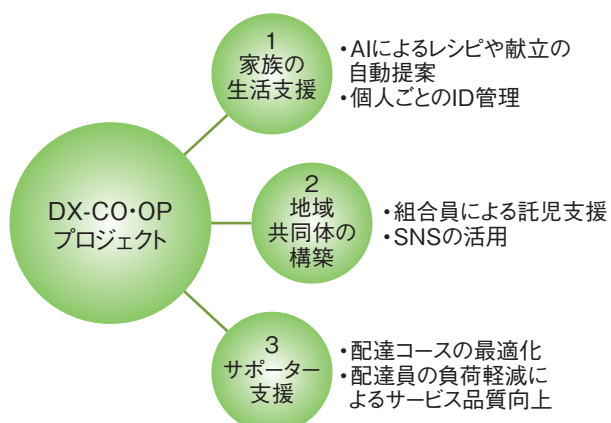 DX-CO・OP
プロジェクト
1
家族の
生活支援
・AIによるレシピや献立の
自動提案
・個人ごとのID管理
2
地域
共同体の
構築
・組合員による託児支援
・SNSの活用
3
サポーター
支援
・配達コースの最適化
・配達員の負荷軽減に
よるサービス品質向上